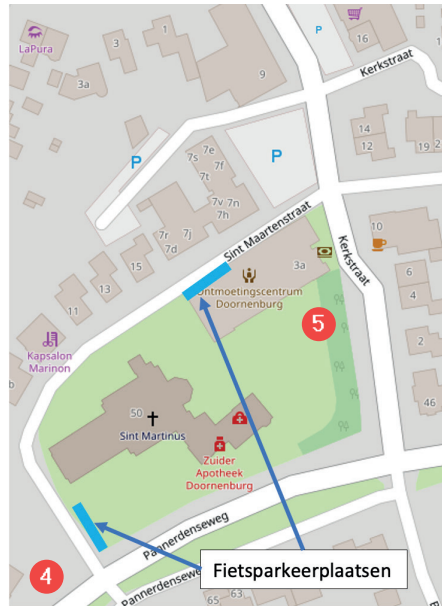 LaPura
3a
3
1
9
P
16
Kerkstraat
14
12
19
P
P
7e
7s
7f
7t
7v
7n
7h
7r
7j
7d
15
13
11
Sint Maartenstraat
Kerkstraat
10
3a
Ontmoetingscentrum
Doornenburg
6
4
5
Kapsalon
Marinon
2
46
50
Sint Martinus
Zuider
Apotheek
Doornenburg
Pannerdenseweg
4
Pannerdenseweg
Fietsparkeerplaatsen
65
63